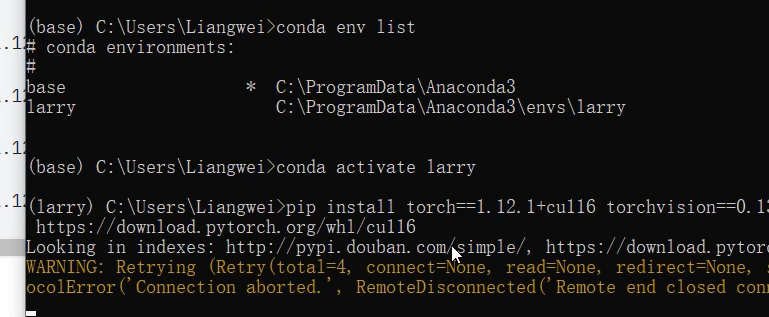 (base) C:\Users\Liangwei>conda env list
# conda environments:
#
base                  *  C:\ProgramData\Anaconda3
larry                    C:\ProgramData\Anaconda3\envs\larry
(base) C:\Users\Liangwei>conda activate larry
(larry) C:\Users\Liangwei>pip install torch==1.12.1+cu116 torchvision==0.13
https://download.pytorch.org/whl/cu116
Looking in indexes: http://pypi.douban.com/simple/, https://download.pytor
WARNING: Retrying (Retry(total=4, connect=None, read=None, redirect=None, s
ocolError('Connection aborted.', RemoteDisconnected('Remote end closed con